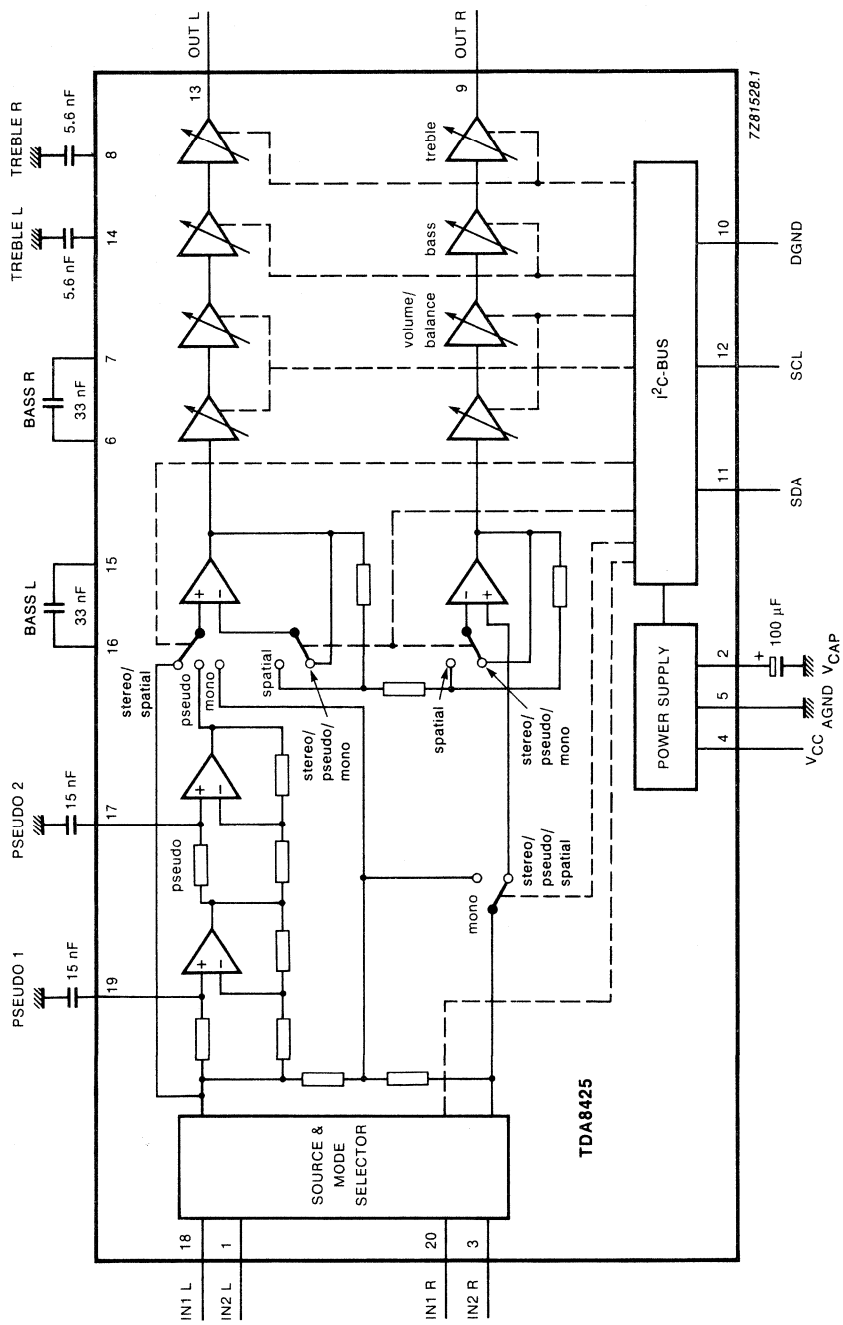 PSEUDO 1
15 nF
19
PSEUDO 2
15 nF
17
BASS L
33 nF
16
15
BASS R
33 nF
6
7
TREBLE L
5.6 nF
14
TREBLE R
5.6 nF
8
IN1 L
18
IN2 L
1
IN1 R
20
IN2 R
3
SOURCE &
MODE
SELECTOR
+
−
pseudo
+
−
stereo/
spatial
pseudo
mono
+
−
spatial
stereo/
pseudo/
mono
spatial
−
+
stereo/
pseudo/
mono
mono
stereo/
pseudo/
spatial
volume/
balance
bass
treble
13
OUT L
9
OUT R
TDA8425
POWER SUPPLY
I²C-BUS
4
5
2
11
12
10
VCC
AGND
+
100 µF
VCAP
SDA
SCL
DGND
7Z81528.1